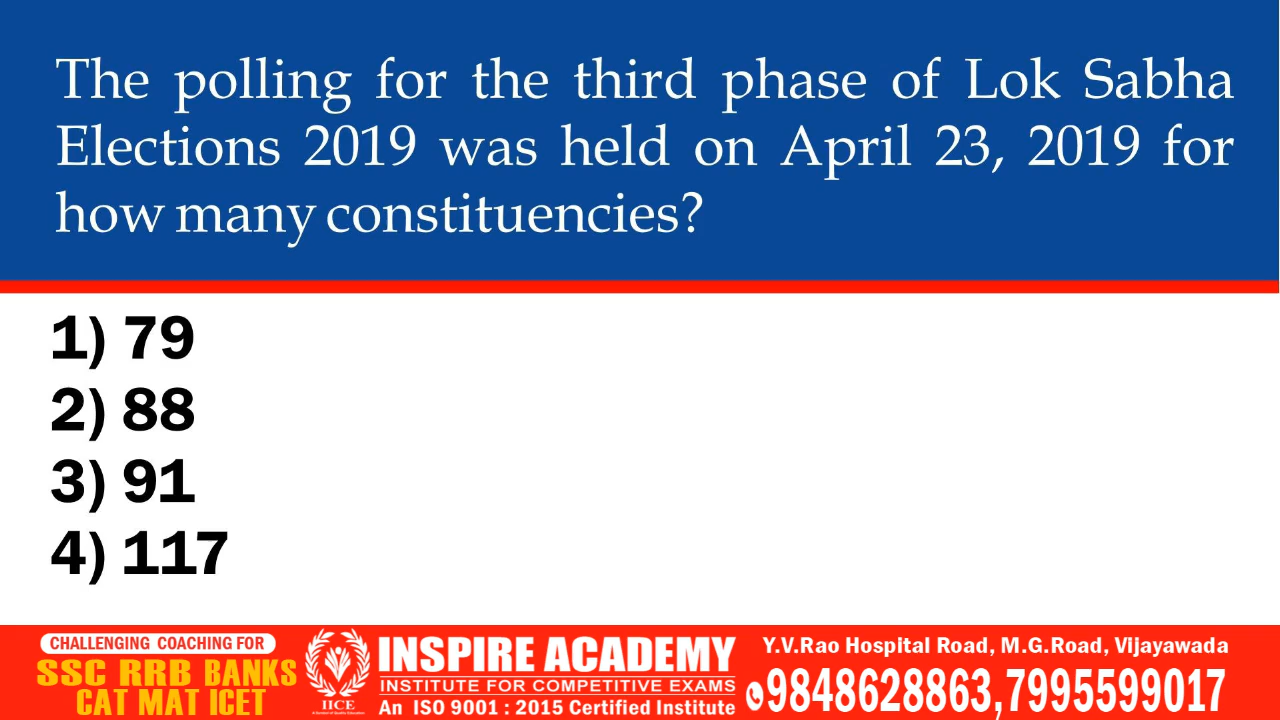 The polling for the third phase of Lok Sabha
Elections 2019 was held on April 23, 2019 for
how many constituencies?
1) 79
2) 88
3) 91
4) 117
CHALLENGING COACHING FOR
SSC RRB BANKS
CAT MAT ICET
IICE
INSPIRE ACADEMY
INSTITUTE FOR COMPETITIVE EXAMS
An ISO 9001 : 2015 Certified Institute
Y.V.Rao Hospital Road, M.G.Road, Vijayawada
9848628863,7995599017